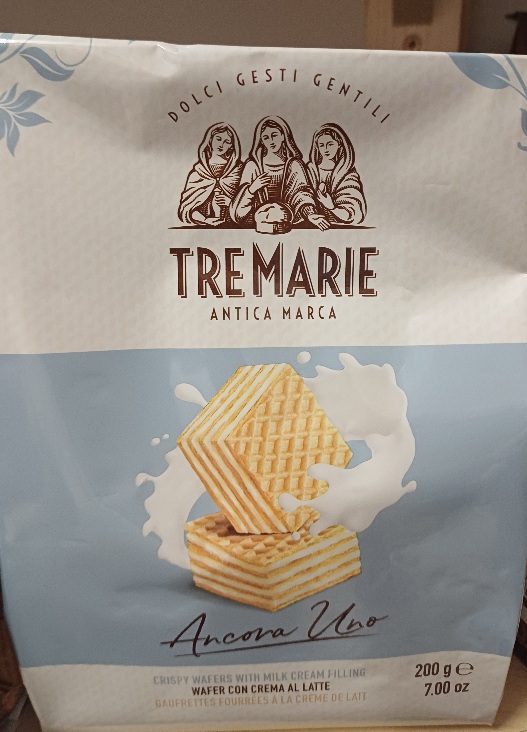 DOLCI GESTI GENTILI
TRE MARIE
ANTICA MARCA
Ancora Uno
CRISPY WAFERS WITH MILK CREAM FILLING
WAFER CON CREMA AL LATTE
GAUFRETTES FOURRÉES À LA CRÈME DE LAIT
200 g ℮
7.00 oz